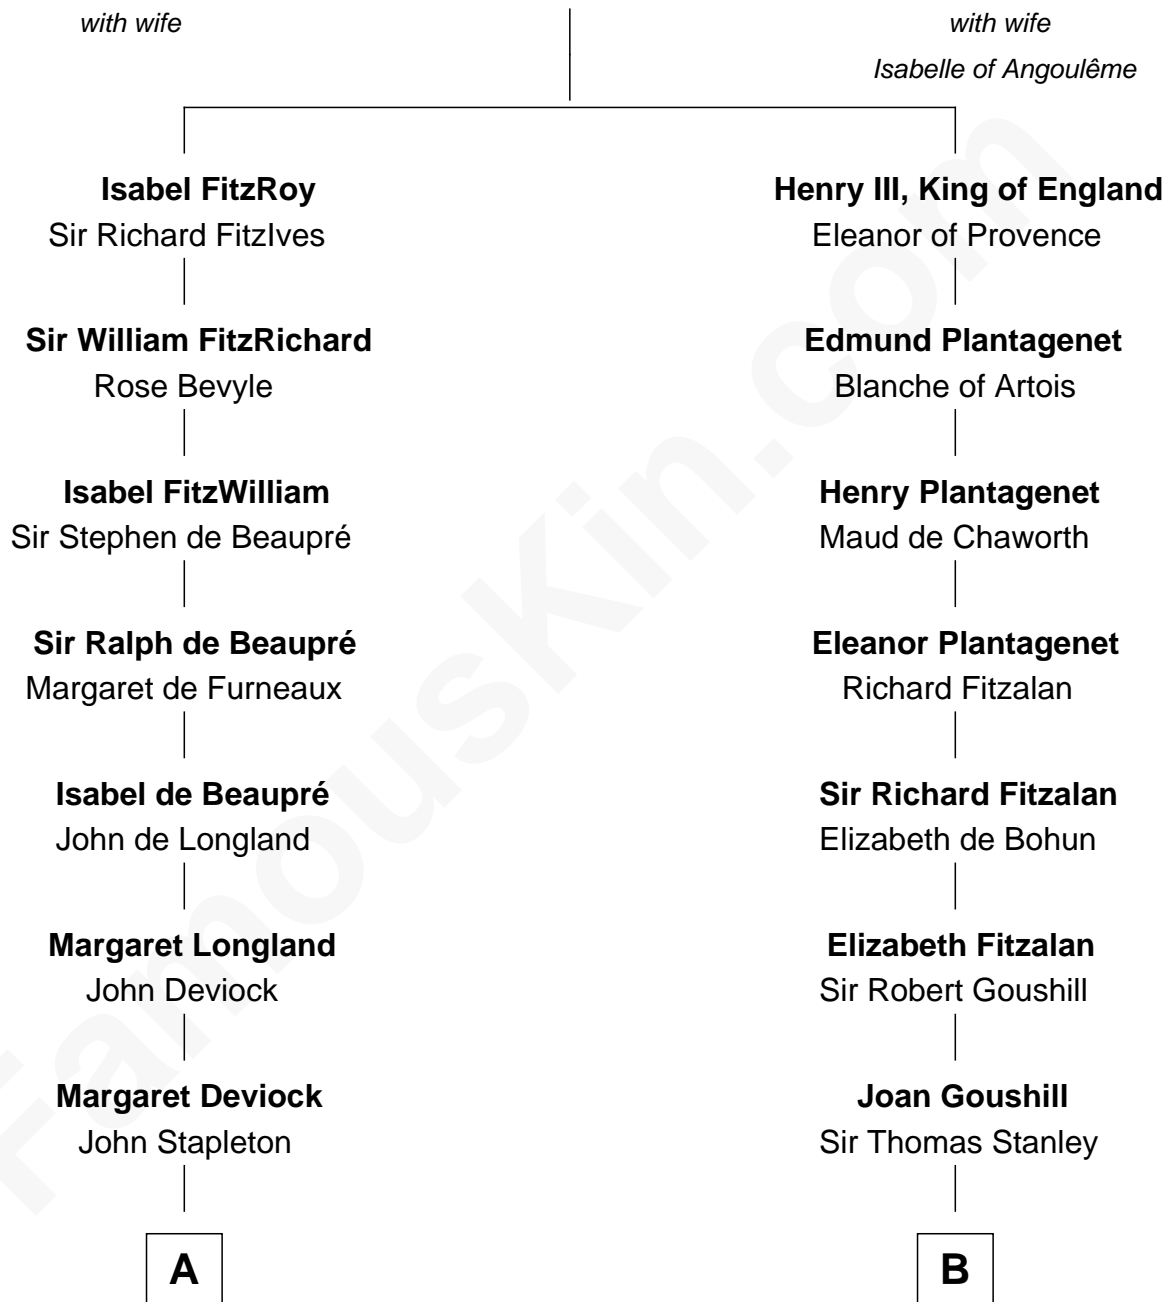 with wife
with wife
Isabelle of Angoulême
Isabel FitzRoy
Sir Richard FitzIves
Henry III, King of England
Eleanor of Provence
Sir William FitzRichard
Rose Bevyle
Edmund Plantagenet
Blanche of Artois
Isabel FitzWilliam
Sir Stephen de Beaupré
Henry Plantagenet
Maud de Chaworth
Sir Ralph de Beaupré
Margaret de Furneaux
Eleanor Plantagenet
Richard Fitzalan
Isabel de Beaupré
John de Longland
Sir Richard Fitzalan
Elizabeth de Bohun
Margaret Longland
John Deviock
Elizabeth Fitzalan
Sir Robert Goushill
Margaret Deviock
John Stapleton
Joan Goushill
Sir Thomas Stanley
A
B
FamousKin.com